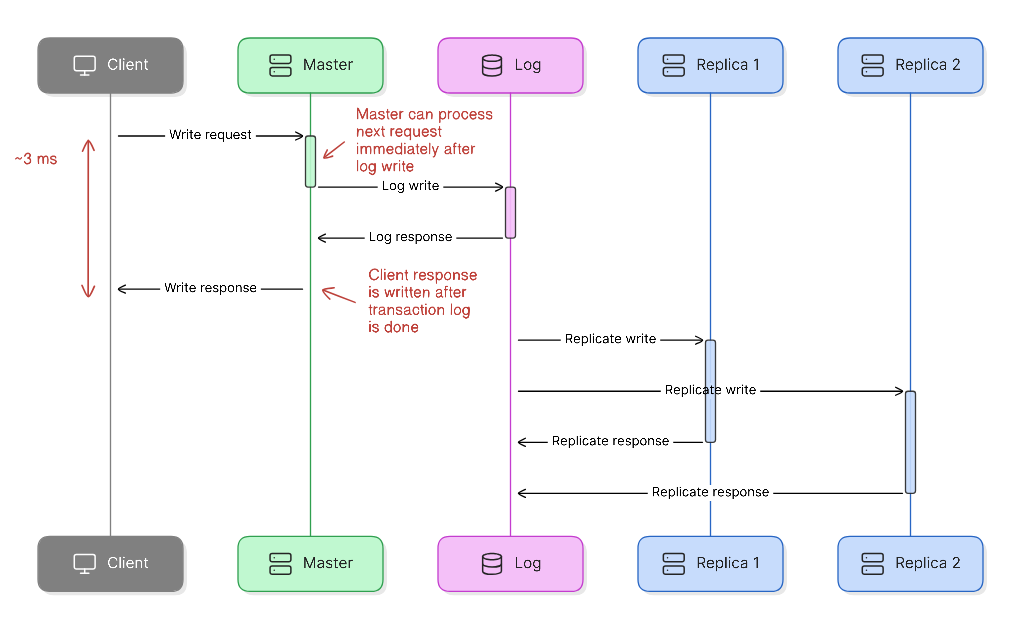 Client
Master
Log
Replica 1
Replica 2
Master can process
next request
immediately after
log write
Write request
~3 ms
Log write
Log response
Client response
is written after
transaction log
is done
Write response
Replicate write
Replicate write
Replicate response
Replicate response
Client
Master
Log
Replica 1
Replica 2